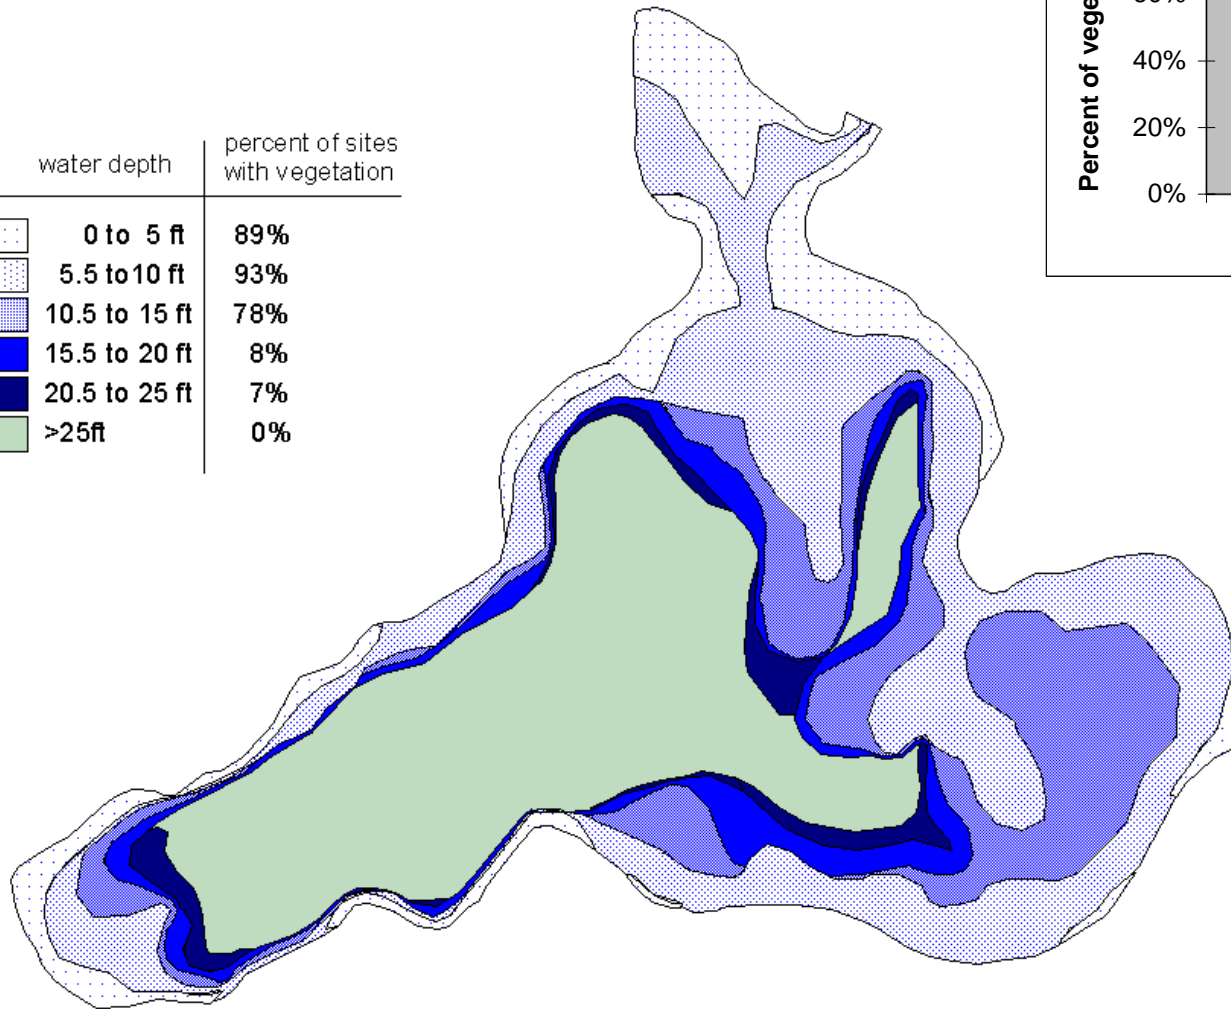 water depth
percent of sites
with vegetation
0 to 5 ft 89%
5.5 to10 ft 93%
10.5 to 15 ft 78%
15.5 to 20 ft 8%
20.5 to 25 ft 7%
>25ft 0%
Percent of
40%
20%
0%